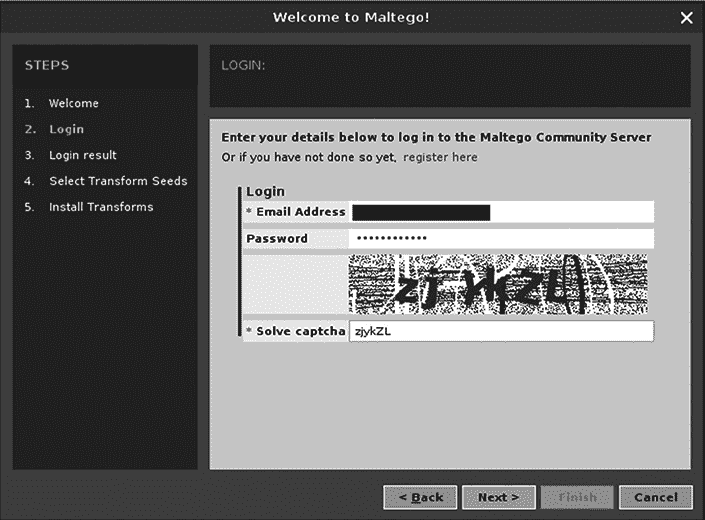 Welcome to Maltego!
STEPS
1. Welcome
2. Login
3. Login result
4. Select Transform Seeds
5. Install Transforms
LOGIN:
Enter your details below to log in to the Maltego Community Server
Or if you have not done so yet, register here
Login
* Email Address
Password ••••••••••••
zjykZL
* Solve captcha zjykZL
< Back Next > Finish Cancel